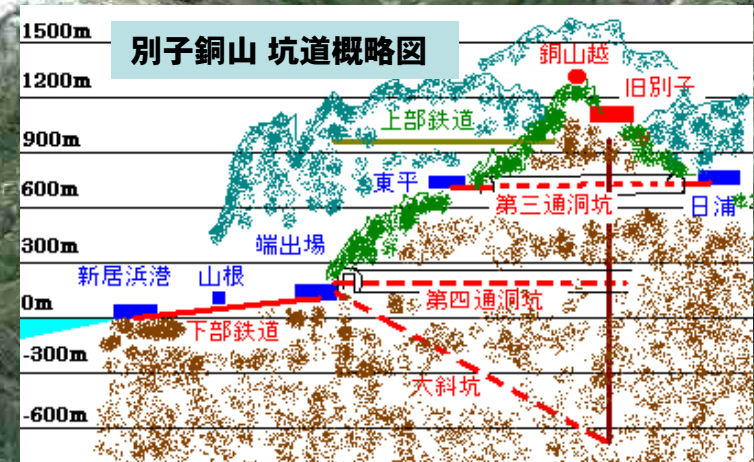 別子銅山 坑道概略図
1500m
1200m
900m
600m
300m
0m
-300m
-600m
銅山越
旧別子
上部鉄道
東平
第三通洞坑
日浦
端出場
新居浜港
山根
第四通洞坑
下部鉄道
大斜坑